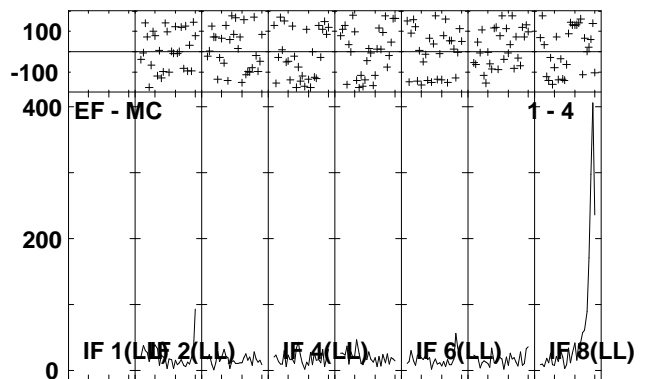 100
-100
400
EF - MC 1 - 4
200
IF 1(LL) IF 2(LL) IF 4(LL) IF 6(LL) IF 8(LL)
0